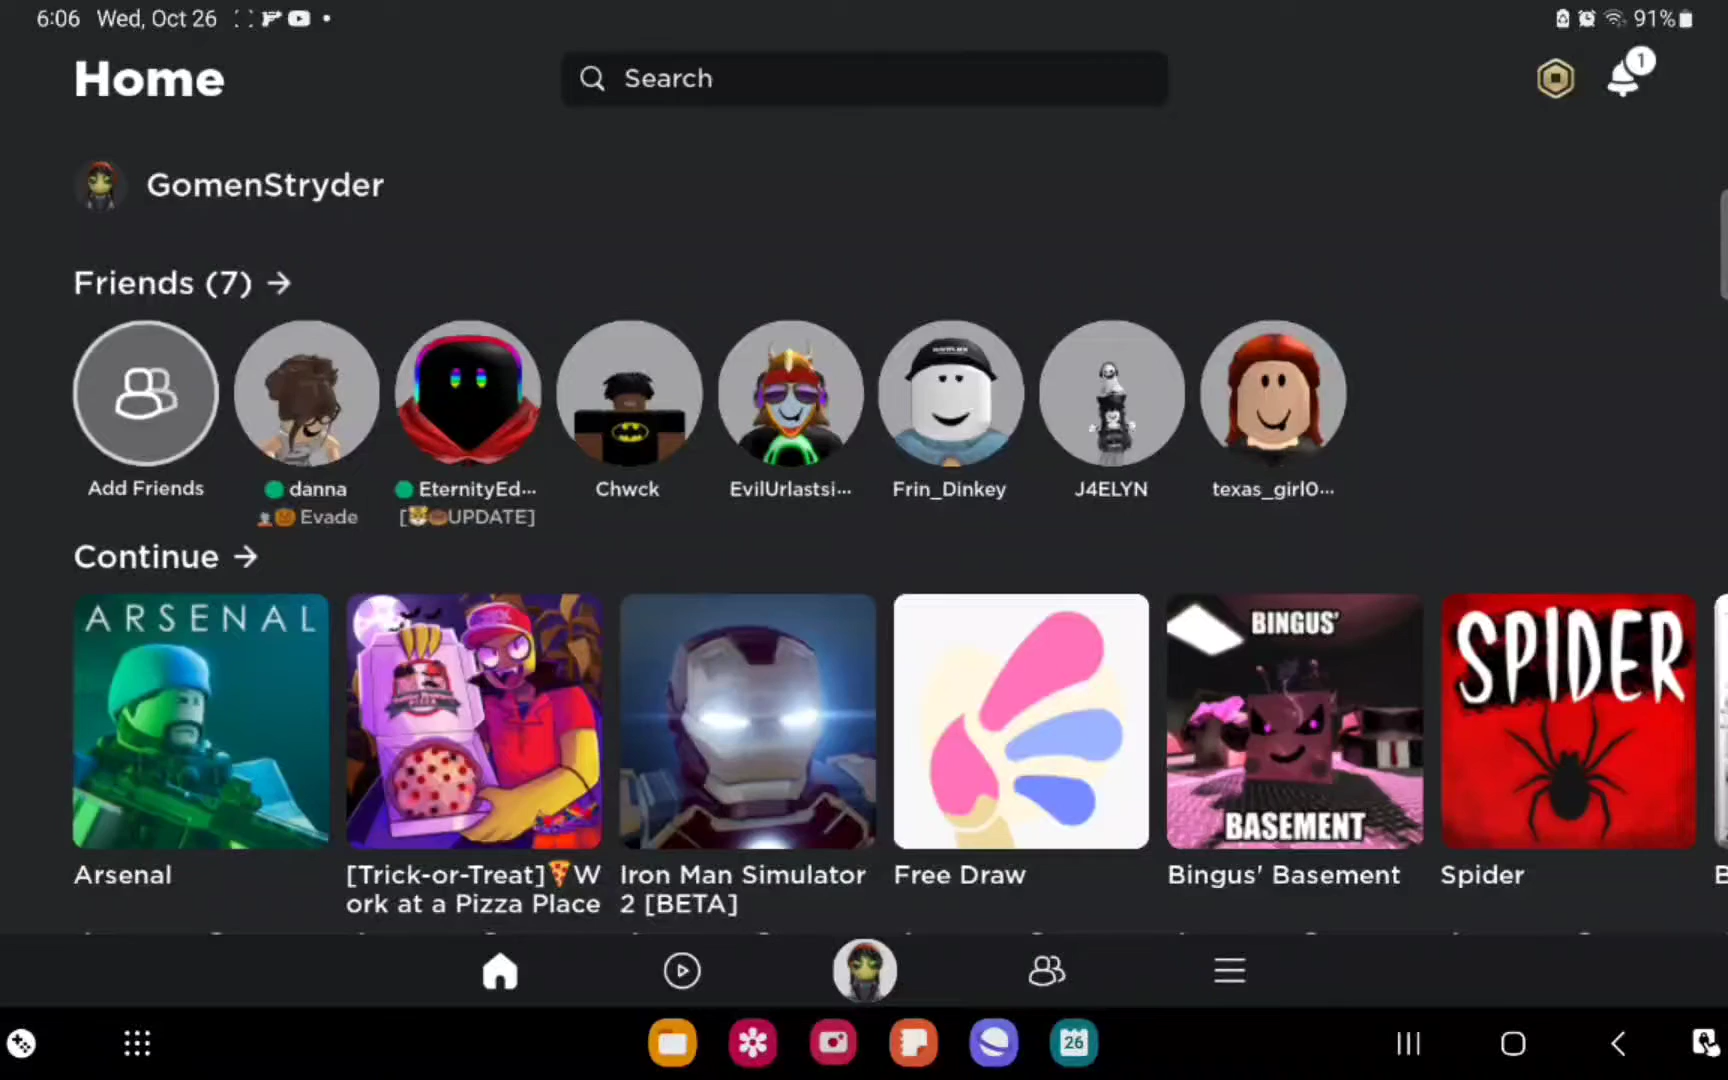 6:06 Wed, Oct 26
91%
Home
Search
1
GomenStryder
Friends (7) →
Add Friends
danna
EternityEd...
Chwck
EvilUrlastsi...
Frin_Dinkey
J4ELYN
texas_girl0...
Evade
[🐯🍩UPDATE]
Continue →
ARSENAL
BINGUS'
BASEMENT
SPIDER
Arsenal
[Trick-or-Treat]🍕W
ork at a Pizza Place
Iron Man Simulator
2 [BETA]
Free Draw
Bingus' Basement
Spider
26